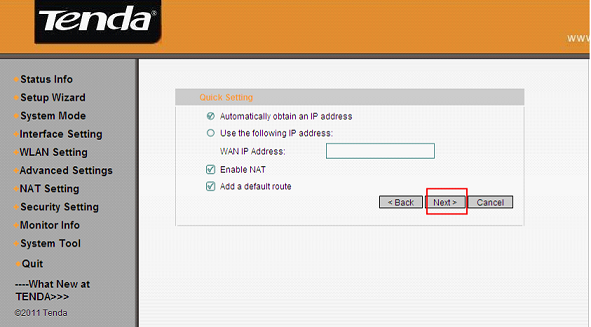 Tenda
www
Status Info
Setup Wizard
System Mode
Interface Setting
WLAN Setting
Advanced Settings
NAT Setting
Security Setting
Monitor Info
System Tool
Quit
----What New at
TENDA>>>
©2011 Tenda
Quick Setting
Automatically obtain an IP address
Use the following IP address:
WAN IP Address:
Enable NAT
Add a default route
< Back
Next >
Cancel